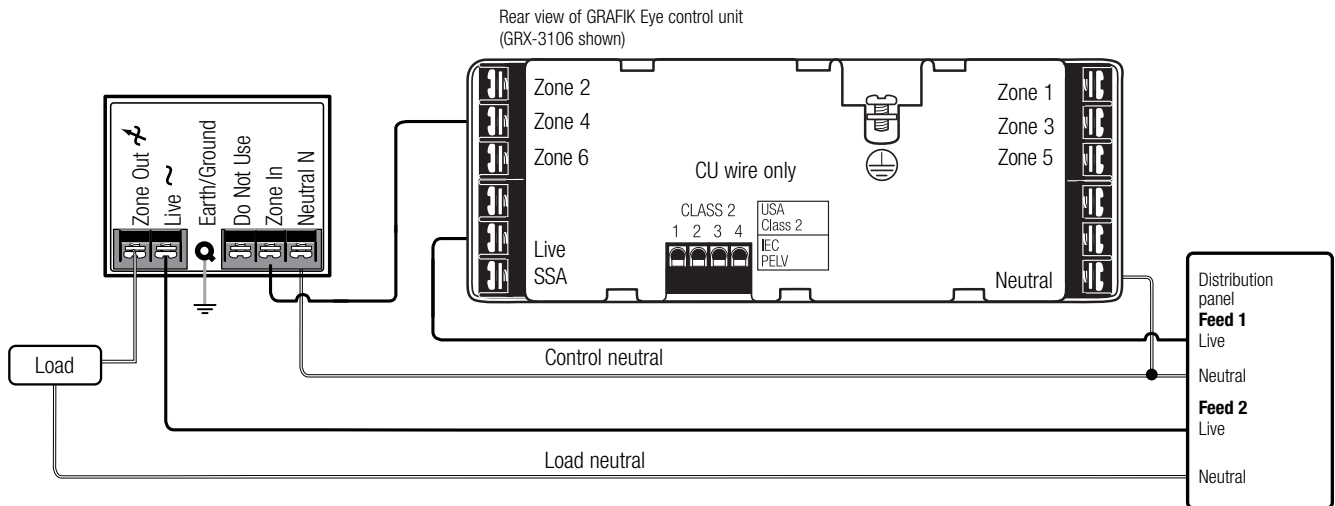 Rear view of GRAFIK Eye control unit
(GRX-3106 shown)
Zone Out
Live
Earth/Ground
Do Not Use
Zone In
Neutral N
Zone 2
Zone 4
Zone 6
Live
SSA
CU wire only
CLASS 2
1 2 3 4
USA
Class 2
IEC
PELV
Zone 1
Zone 3
Zone 5
Neutral
Distribution
panel
Feed 1
Live
Neutral
Feed 2
Live
Neutral
Load
Control neutral
Load neutral